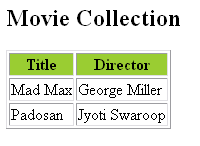 Movie Collection
Title Director
Mad Max George Miller
Padosan Jyoti Swaroop